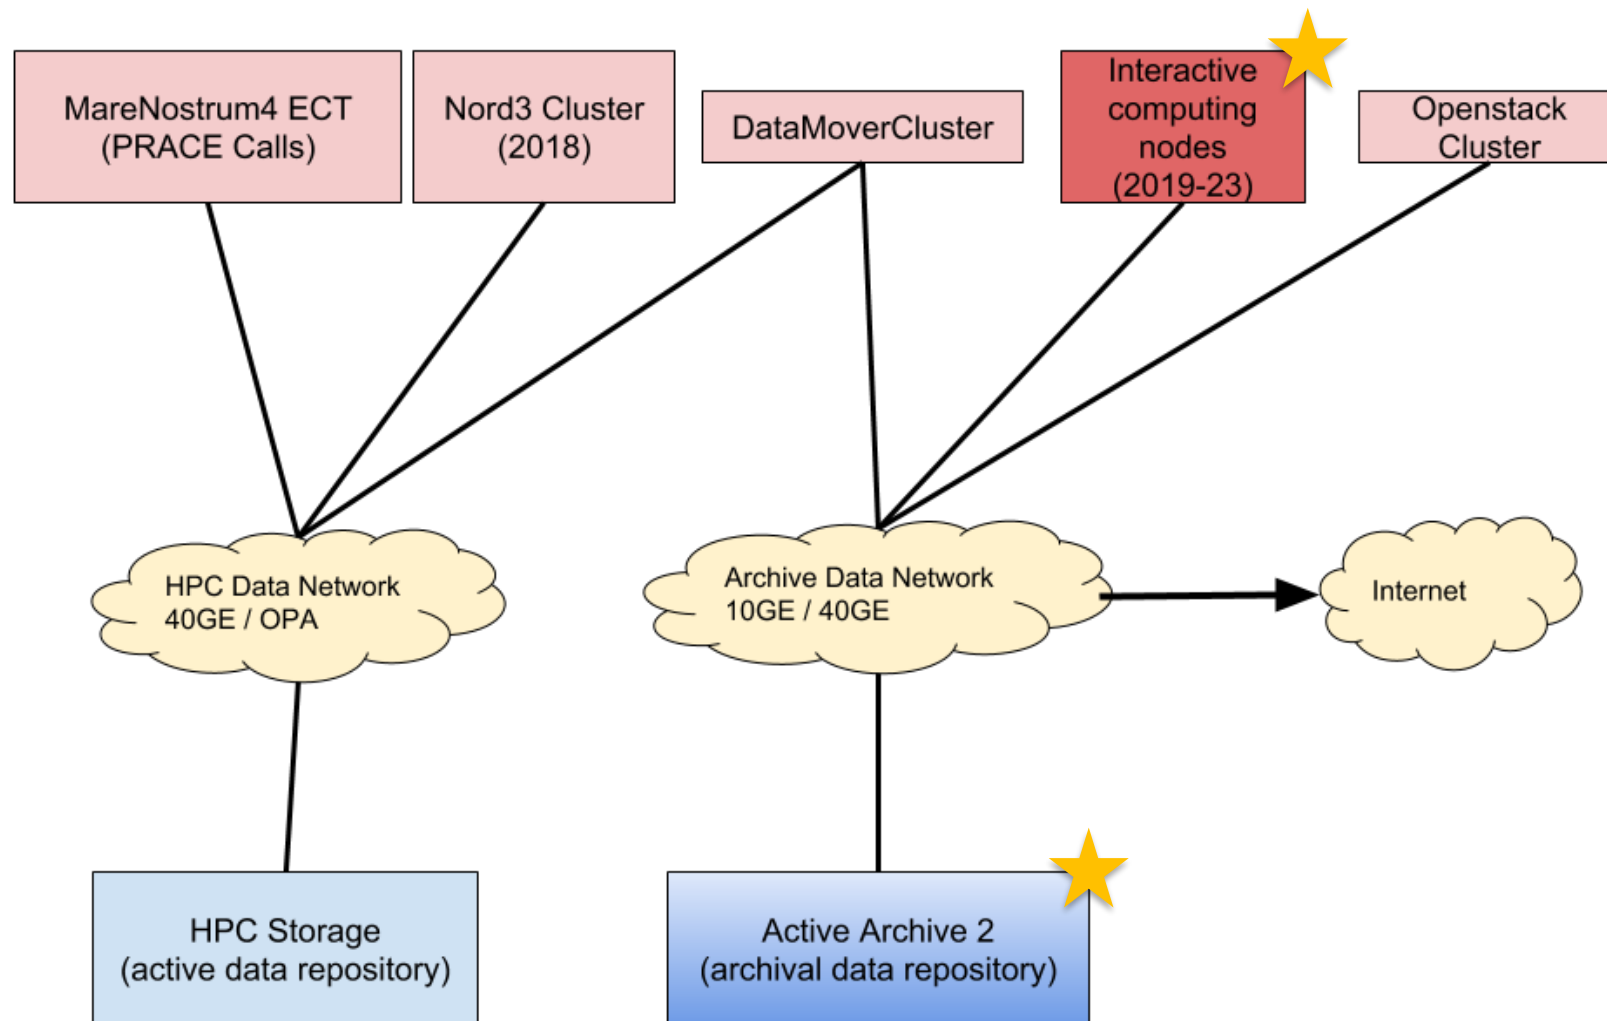 MareNostrum4 ECT
(PRACE Calls)
Nord3 Cluster
(2018)
DataMoverCluster
Interactive
computing
nodes
(2019-23)
Openstack
Cluster
HPC Data Network
40GE / OPA
Archive Data Network
10GE / 40GE
Internet
HPC Storage
(active data repository)
Active Archive 2
(archival data repository)